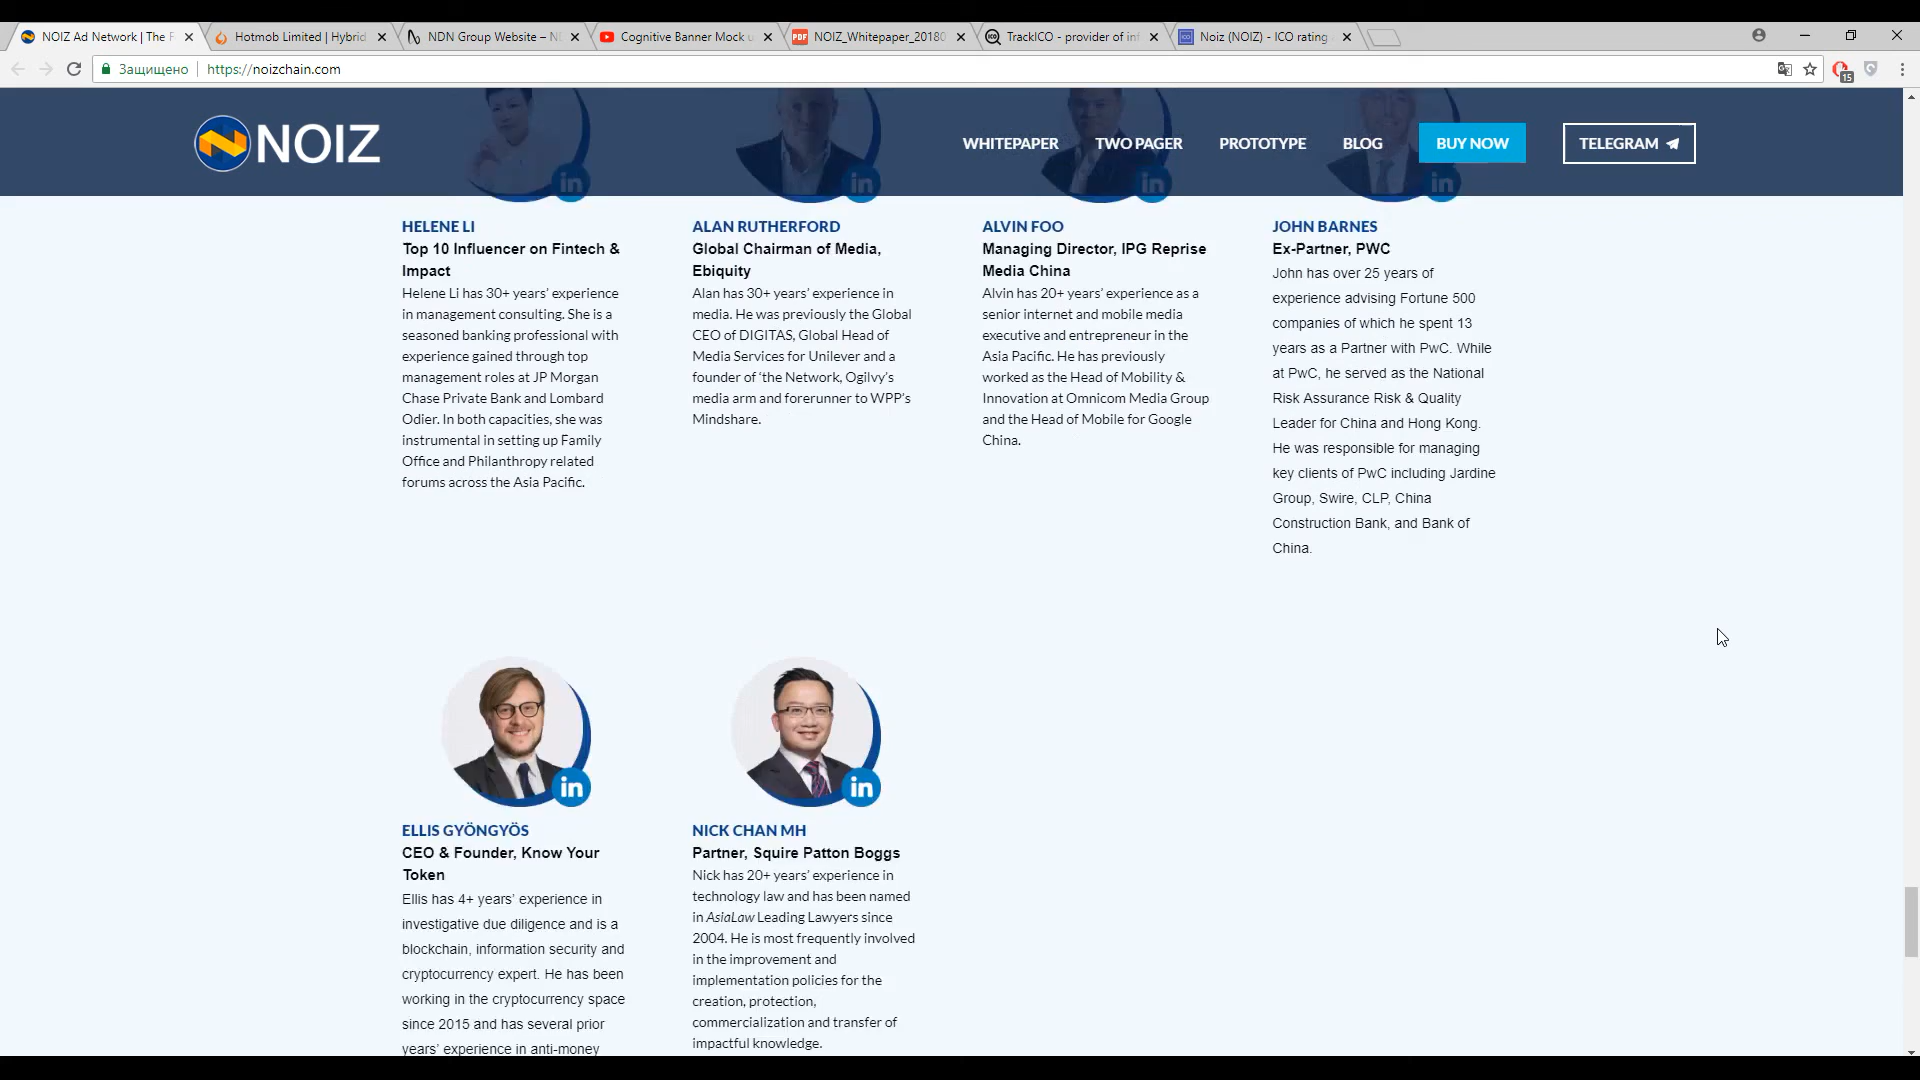 NOIZ Ad Network | The F
Hotmob Limited | Hybrid
NDN Group Website – N
Cognitive Banner Mock u
NOIZ_Whitepaper_20180
TrackICO - provider of in
Noiz (NOIZ) - ICO rating
Защищено
https://noizchain.com
15
NOIZ
WHITEPAPER
TWO PAGER
PROTOTYPE
BLOG
BUY NOW
TELEGRAM
in
in
in
in
HELENE LI
Top 10 Influencer on Fintech &
Impact
Helene Li has 30+ years’ experience
in management consulting. She is a
seasoned banking professional with
experience gained through top
management roles at JP Morgan
Chase Private Bank and Lombard
Odier. In both capacities, she was
instrumental in setting up Family
Office and Philanthropy related
forums across the Asia Pacific.
ALAN RUTHERFORD
Global Chairman of Media,
Ebiquity
Alan has 30+ years’ experience in
media. He was previously the Global
CEO of DIGITAS, Global Head of
Media Services for Unilever and a
founder of ‘the Network, Ogilvy’s
media arm and forerunner to WPP’s
Mindshare.
ALVIN FOO
Managing Director, IPG Reprise
Media China
Alvin has 20+ years’ experience as a
senior internet and mobile media
executive and entrepreneur in the
Asia Pacific. He has previously
worked as the Head of Mobility &
Innovation at Omnicom Media Group
and the Head of Mobile for Google
China.
JOHN BARNES
Ex-Partner, PWC
John has over 25 years of
experience advising Fortune 500
companies of which he spent 13
years as a Partner with PwC. While
at PwC, he served as the National
Risk Assurance Risk & Quality
Leader for China and Hong Kong.
He was responsible for managing
key clients of PwC including Jardine
Group, Swire, CLP, China
Construction Bank, and Bank of
China.
in
in
ELLIS GYÖNGYÖS
CEO & Founder, Know Your
Token
Ellis has 4+ years’ experience in
investigative due diligence and is a
blockchain, information security and
cryptocurrency expert. He has been
working in the cryptocurrency space
since 2015 and has several prior
years’ experience in anti-money
NICK CHAN MH
Partner, Squire Patton Boggs
Nick has 20+ years’ experience in
technology law and has been named
in AsiaLaw Leading Lawyers since
2004. He is most frequently involved
in the improvement and
implementation policies for the
creation, protection,
commercialization and transfer of
impactful knowledge.